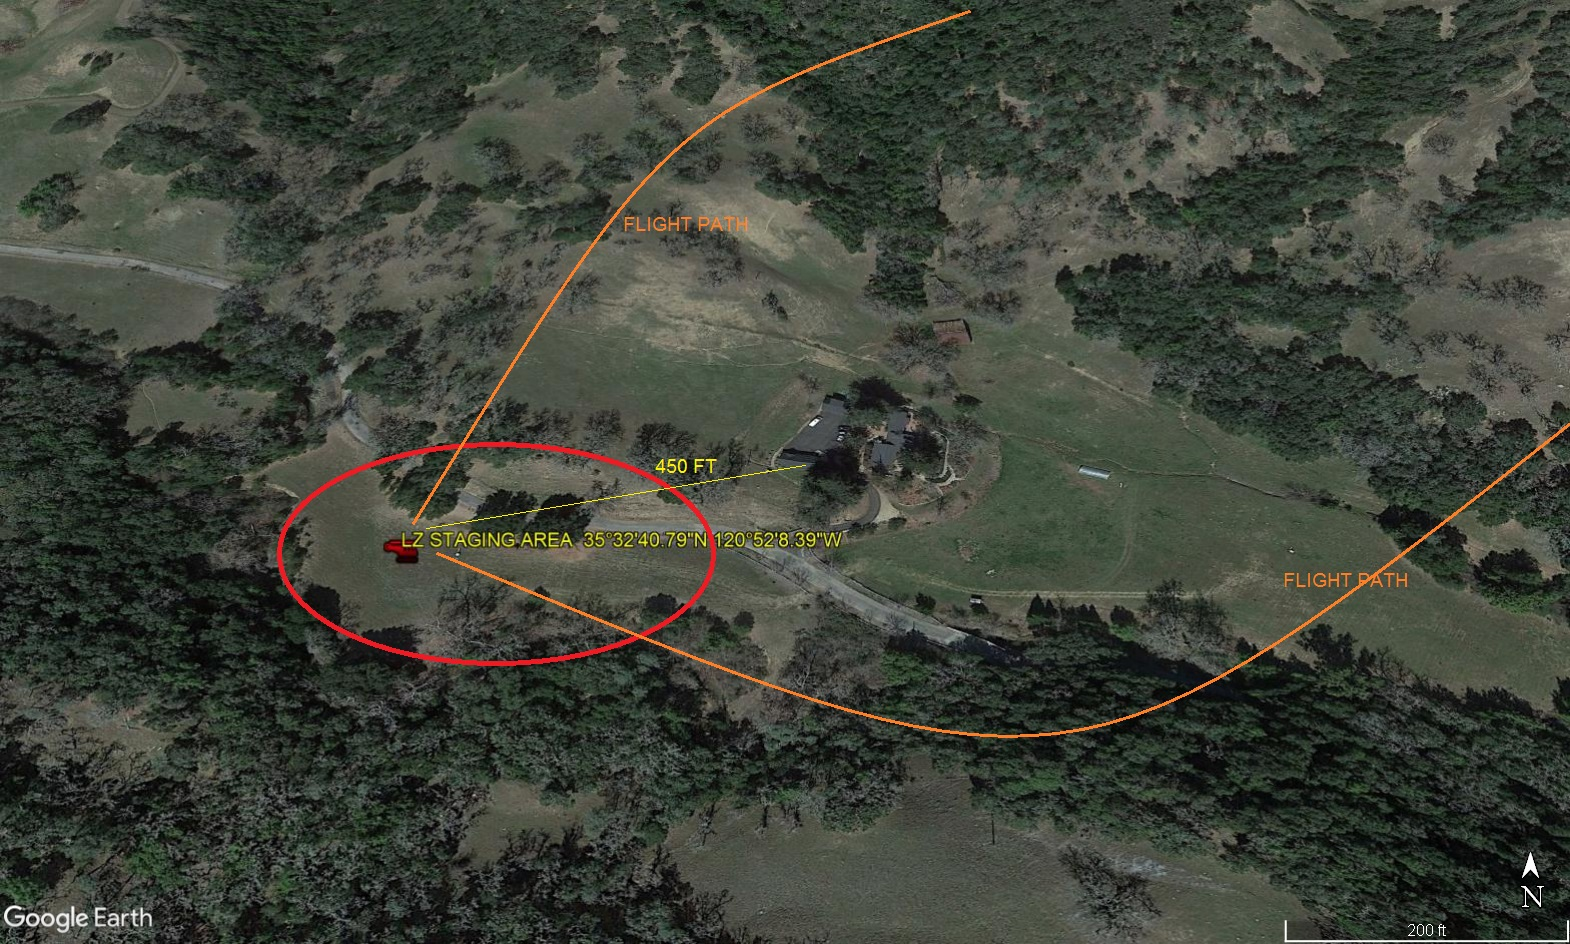 FLIGHT PATH
450 FT
LZ STAGING AREA  35°32'40.79"N 120°52'8.39"W
FLIGHT PATH
N
Google Earth
200 ft